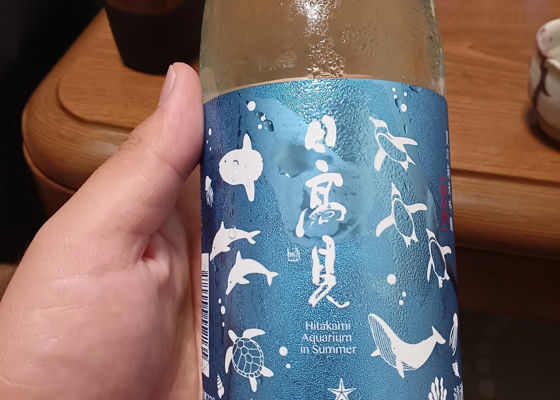 日高見
Hitakami
Aquarium
in Summer